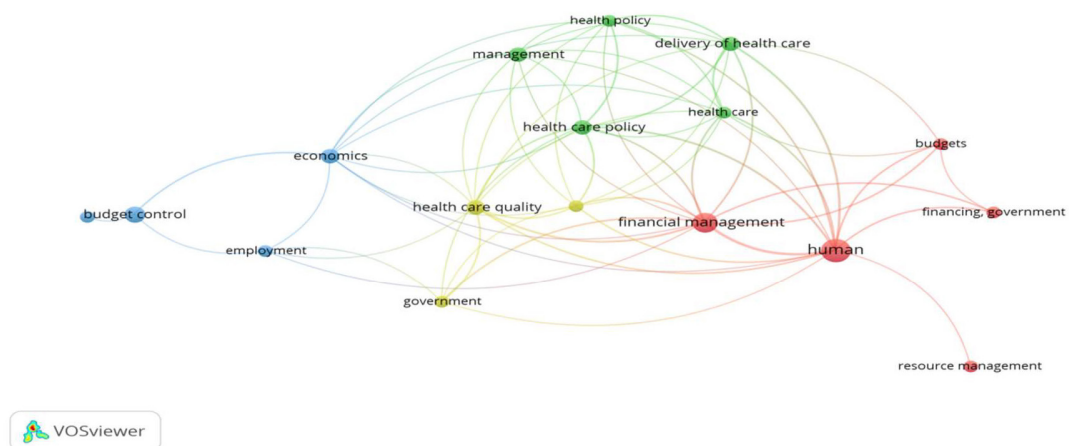 health policy
delivery of health care
management
health care
health care policy
budgets
economics
health care quality
budget control
financial management
financing, government
employment
human
government
resource management
VOSviewer